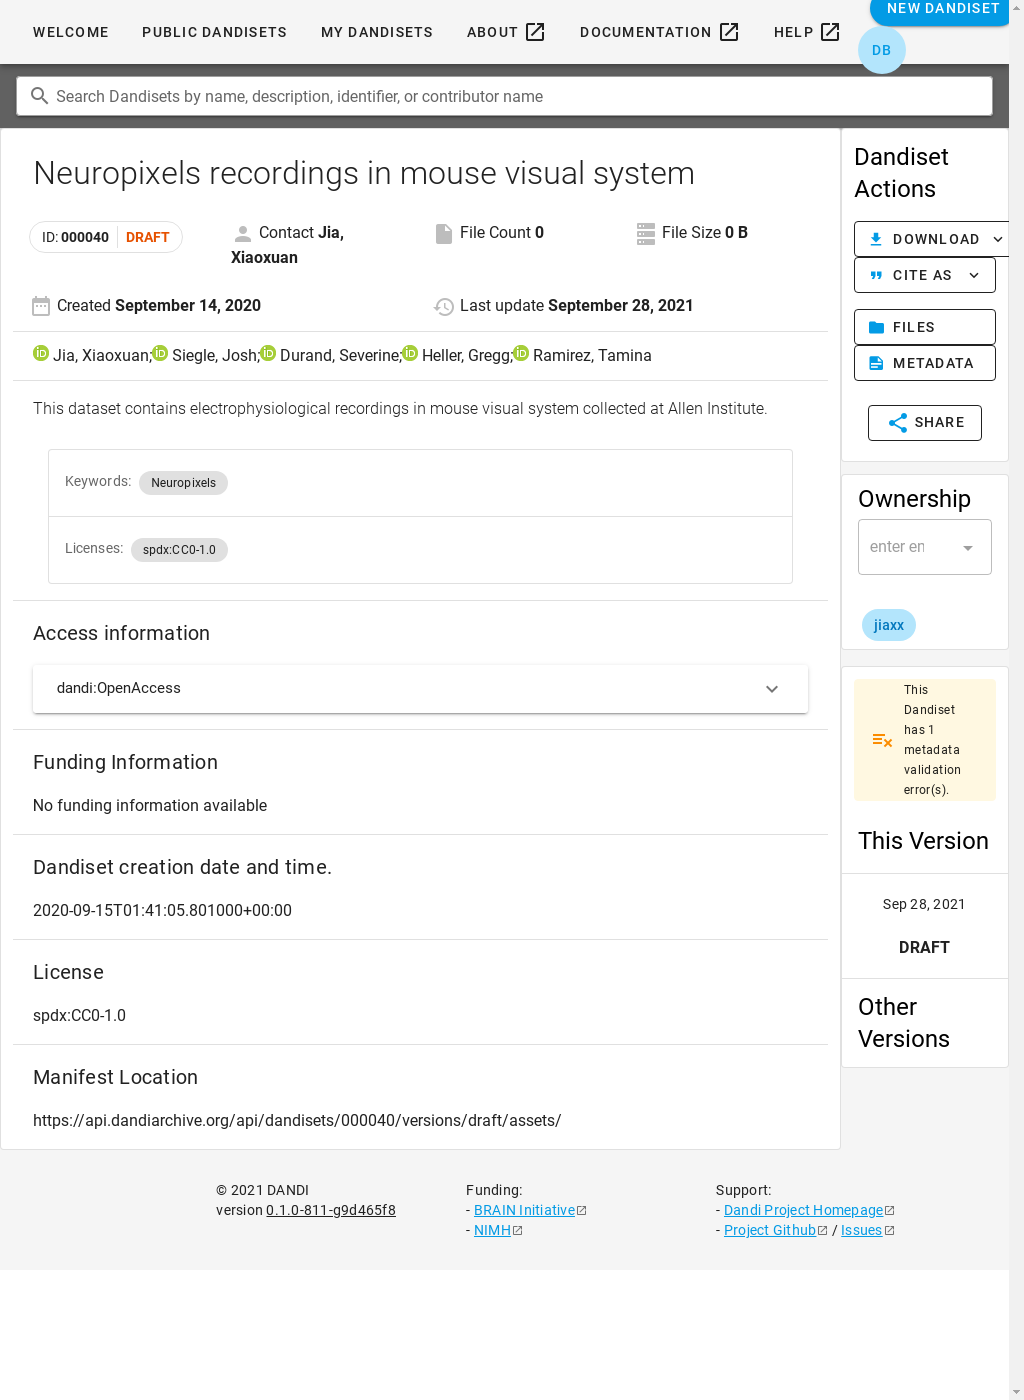 WELCOME PUBLIC DANDISETS MY DANDISETS ABOUT DOCUMENTATION HELP NEW DANDISET
DB
Search Dandisets by name, description, identifier, or contributor name
Neuropixels recordings in mouse visual system
ID: 000040 DRAFT
Contact Jia, Xiaoxuan
File Count 0
File Size 0 B
Created September 14, 2020
Last update September 28, 2021
iD Jia, Xiaoxuan; iD Siegle, Josh; iD Durand, Severine; iD Heller, Gregg; iD Ramirez, Tamina
This dataset contains electrophysiological recordings in mouse visual system collected at Allen Institute.
Keywords: Neuropixels
Licenses: spdx:CC0-1.0
Access information
dandi:OpenAccess
Funding Information
No funding information available
Dandiset creation date and time.
2020-09-15T01:41:05.801000+00:00
License
spdx:CC0-1.0
Manifest Location
https://api.dandiarchive.org/api/dandisets/000040/versions/draft/assets/
Dandiset
Actions
DOWNLOAD
CITE AS
FILES
METADATA
SHARE
Ownership
enter en
jiaxx
This
Dandiset
has 1
metadata
validation
error(s).
This Version
Sep 28, 2021
DRAFT
Other
Versions
© 2021 DANDI
version 0.1.0-811-g9d465f8
Funding:
- BRAIN Initiative
- NIMH
Support:
- Dandi Project Homepage
- Project Github / Issues